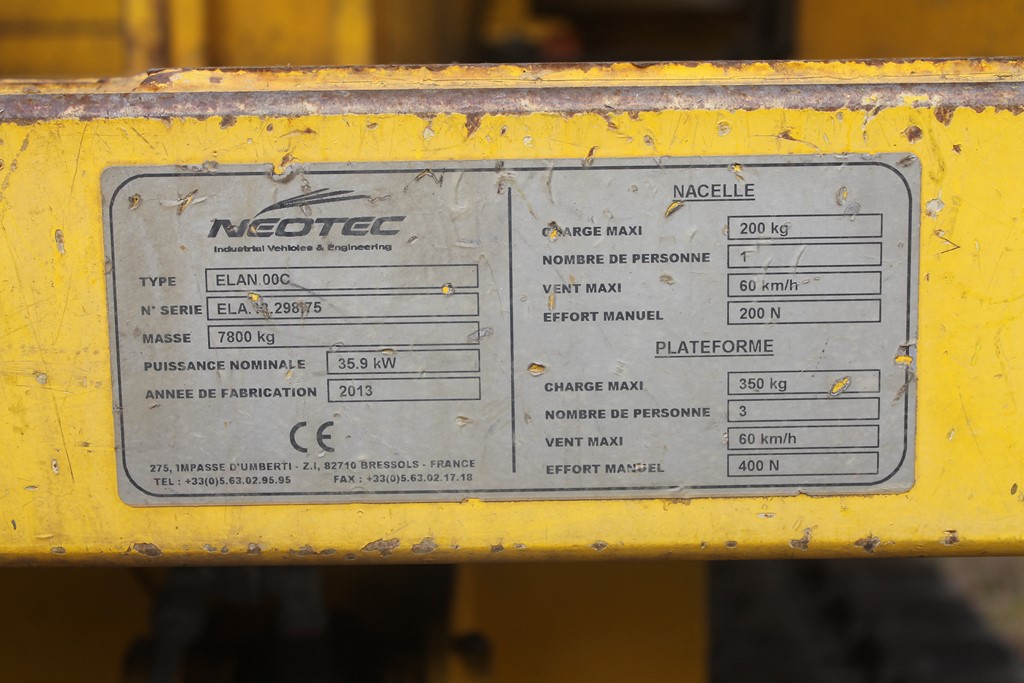 NEOTEC
Industrial Vehicles & Engineering
TYPE ELAN.00C
N° SERIE
MASSE 7800 kg
PUISSANCE NOMINALE 35.9 kW
ANNEE DE FABRICATION 2013
CE
275, IMPASSE D'UMBERTI - Z.I, 82710 BRESSOLS - FRANCE
TEL : +33(0)5.63.02.95.95 FAX : +33(0)5.63.02.17.18
NACELLE
CHARGE MAXI 200 kg
NOMBRE DE PERSONNE 1
VENT MAXI 60 km/h
EFFORT MANUEL 200 N
PLATEFORME
CHARGE MAXI 350 kg
NOMBRE DE PERSONNE 3
VENT MAXI 60 km/h
EFFORT MANUEL 400 N